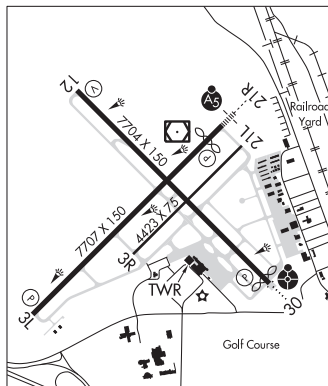 12
V
A5
21R
Railroad
Yard
7704 X 150
P
21L
7707 X 150
4423 X 75
3R
P
TWR
P
3L
30
Golf Course